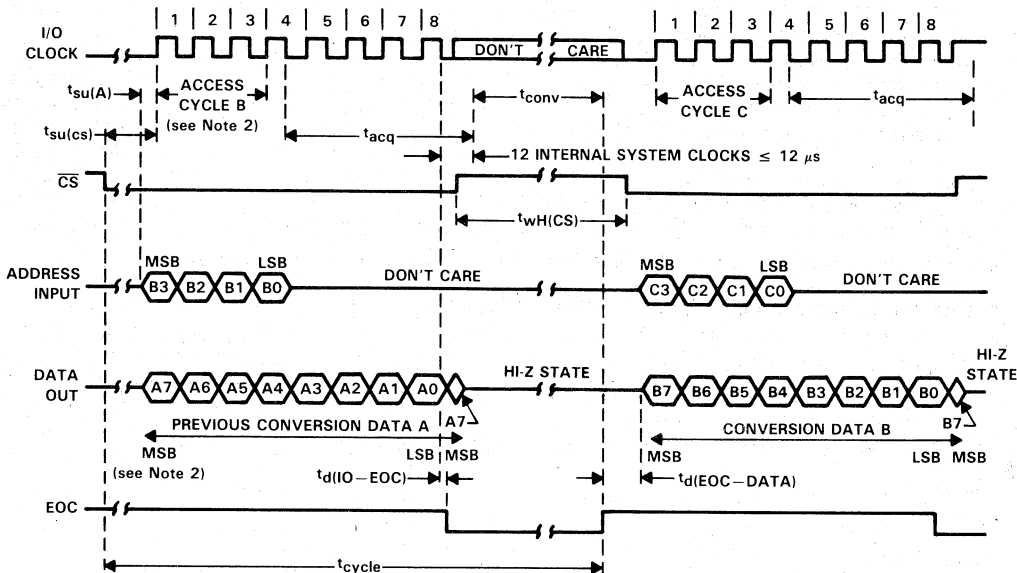 1 2 3 4 5 6 7 8 1 2 3 4 5 6 7 8
I/O
CLOCK
DON'T CARE
tsu(A)
ACCESS
CYCLE B
(see Note 2)
tconv
ACCESS
CYCLE C
tacq
tsu(cs)
tacq
12 INTERNAL SYSTEM CLOCKS ≤ 12 μs
CS
twH(CS)
MSB LSB MSB LSB
ADDRESS
INPUT
B3 B2 B1 B0 DON'T CARE C3 C2 C1 C0 DON'T CARE
HI-Z
STATE
DATA
OUT
A7 A6 A5 A4 A3 A2 A1 A0 HI-Z STATE B7 B6 B5 B4 B3 B2 B1 B0
A7 B7
PREVIOUS CONVERSION DATA A CONVERSION DATA B
MSB LSB MSB MSB LSB MSB
(see Note 2)
td(IO−EOC) td(EOC−DATA)
EOC
tcycle